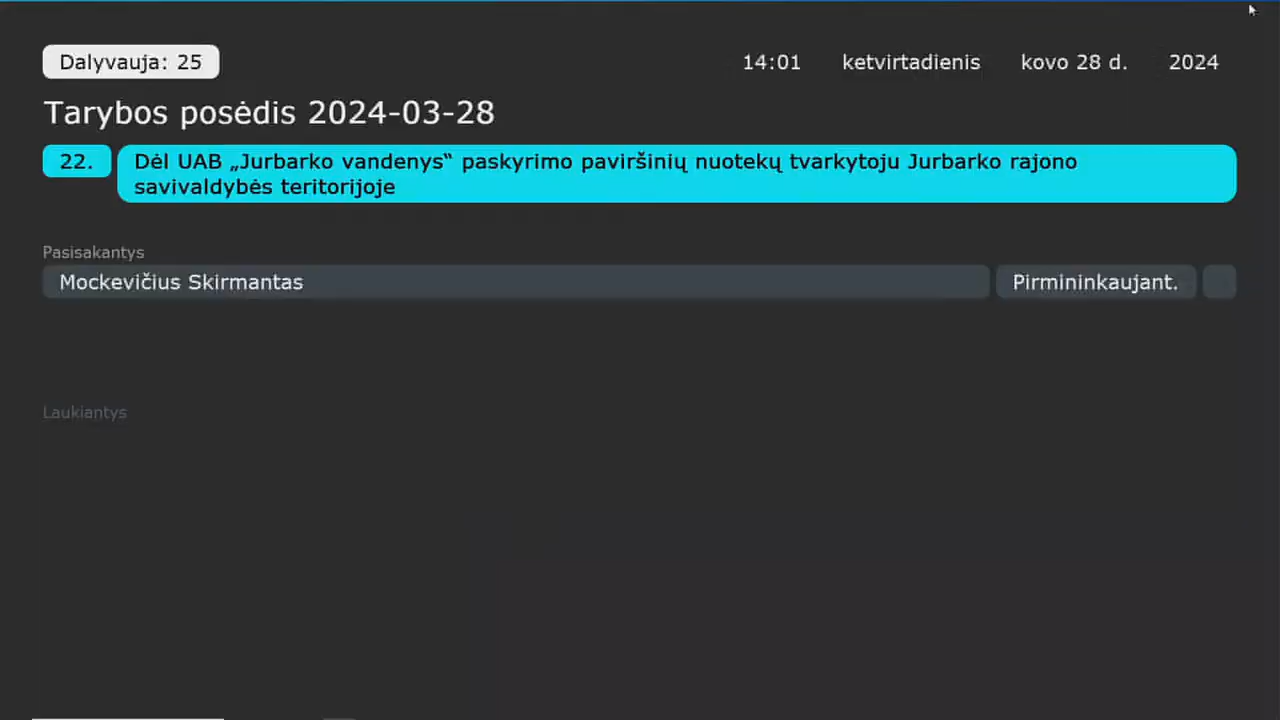 Dalyvauja: 25
14:01 ketvirtadienis kovo 28 d. 2024
Tarybos posėdis 2024-03-28
22. Dėl UAB „Jurbarko vandenys“ paskyrimo paviršinių nuotekų tvarkytoju Jurbarko rajono
savivaldybės teritorijoje
Pasisakantys
Mockevičius Skirmantas Pirmininkaujant.
Laukiantys